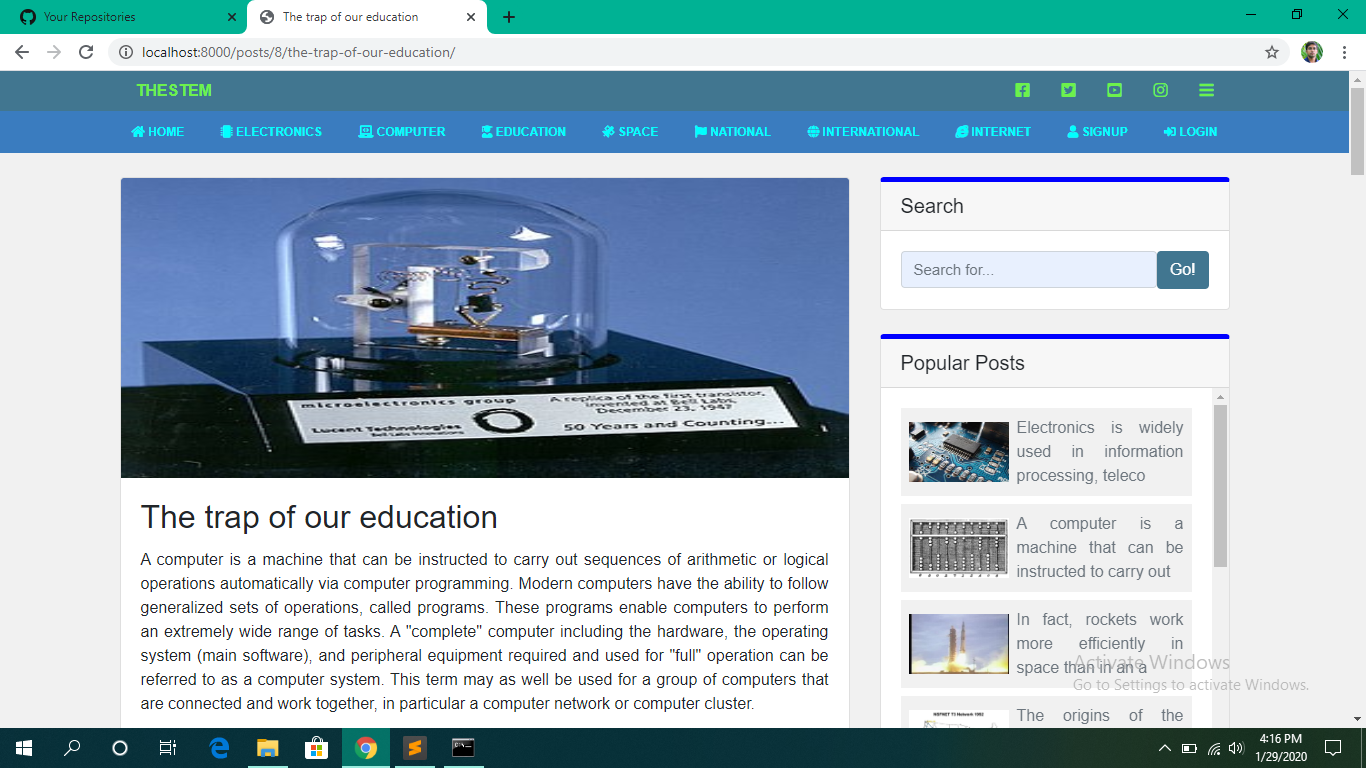 Your Repositories
The trap of our education
localhost:8000/posts/8/the-trap-of-our-education/
THESTEM
HOME ELECTRONICS COMPUTER EDUCATION SPACE NATIONAL INTERNATIONAL INTERNET SIGNUP LOGIN
microelectronics group
Lucent Technologies
Bell Labs Innovations
A replica of the first transistor,
invented at Bell Labs,
December 23, 1947
50 Years and Counting...
The trap of our education
A computer is a machine that can be instructed to carry out sequences of arithmetic or logical
operations automatically via computer programming. Modern computers have the ability to follow
generalized sets of operations, called programs. These programs enable computers to perform
an extremely wide range of tasks. A "complete" computer including the hardware, the operating
system (main software), and peripheral equipment required and used for "full" operation can be
referred to as a computer system. This term may as well be used for a group of computers that
are connected and work together, in particular a computer network or computer cluster.
Search
Search for...
Go!
Popular Posts
Electronics is widely
used in information
processing, teleco
A computer is a
machine that can be
instructed to carry out
In fact, rockets work
more efficiently in
space than in an a
NSFNET T3 Network 1992
The origins of the
Activate Windows
Go to Settings to activate Windows.
4:16 PM
1/29/2020